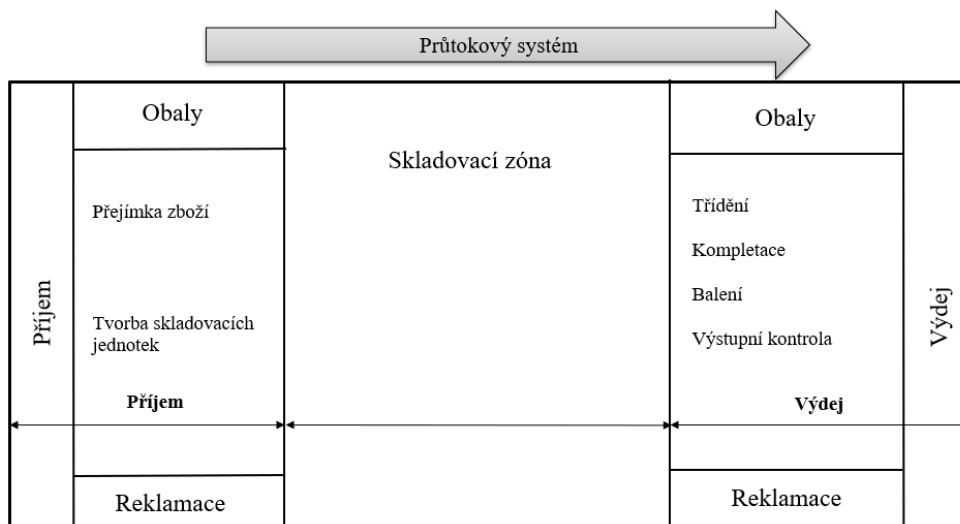 Průtokový systém
Příjem
Obaly
Přejímka zboží
Tvorba skladovacích
jednotek
Příjem
Reklamace
Skladovací zóna
Obaly
Třídění
Kompletace
Balení
Výstupní kontrola
Výdej
Reklamace
Výdej